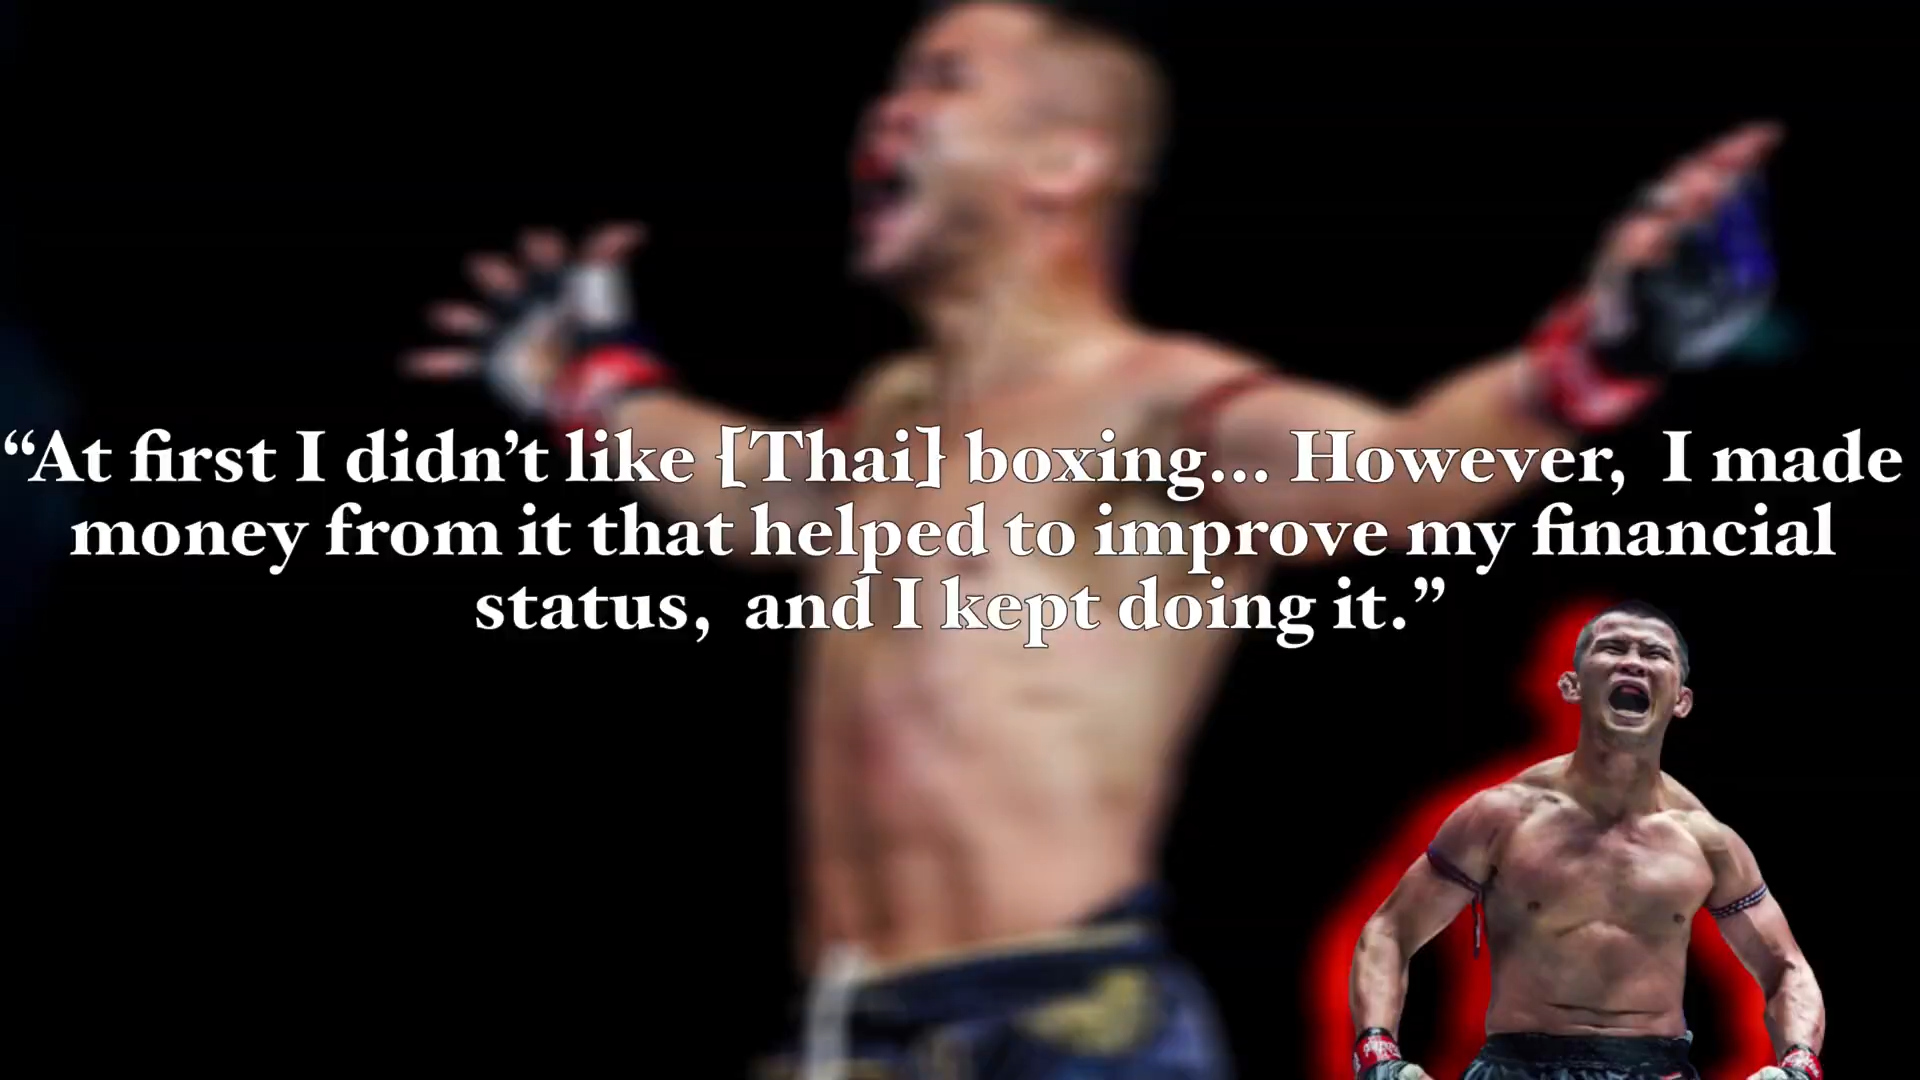 “At first I didn’t like [Thai] boxing... However, I made
money from it that helped to improve my financial
status, and I kept doing it.”